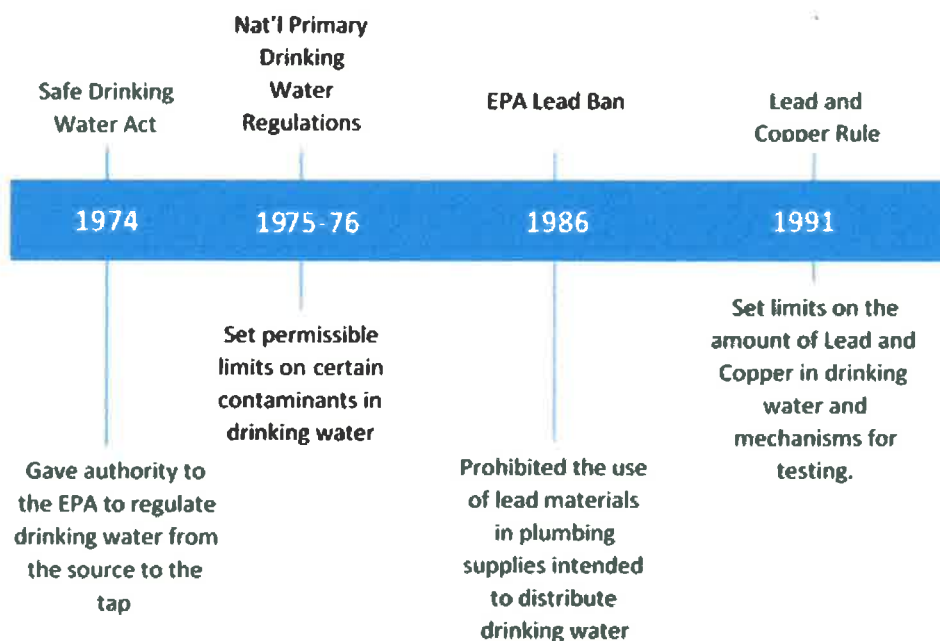 Safe Drinking
Water Act
Nat'l Primary
Drinking
Water
Regulations
EPA Lead Ban
Lead and
Copper Rule
1974
1975-76
1986
1991
Gave authority to
the EPA to regulate
drinking water from
the source to the
tap
Set permissible
limits on certain
contaminants in
drinking water
Prohibited the use
of lead materials
in plumbing
supplies intended
to distribute
drinking water
Set limits on the
amount of Lead and
Copper in drinking
water and
mechanisms for
testing.